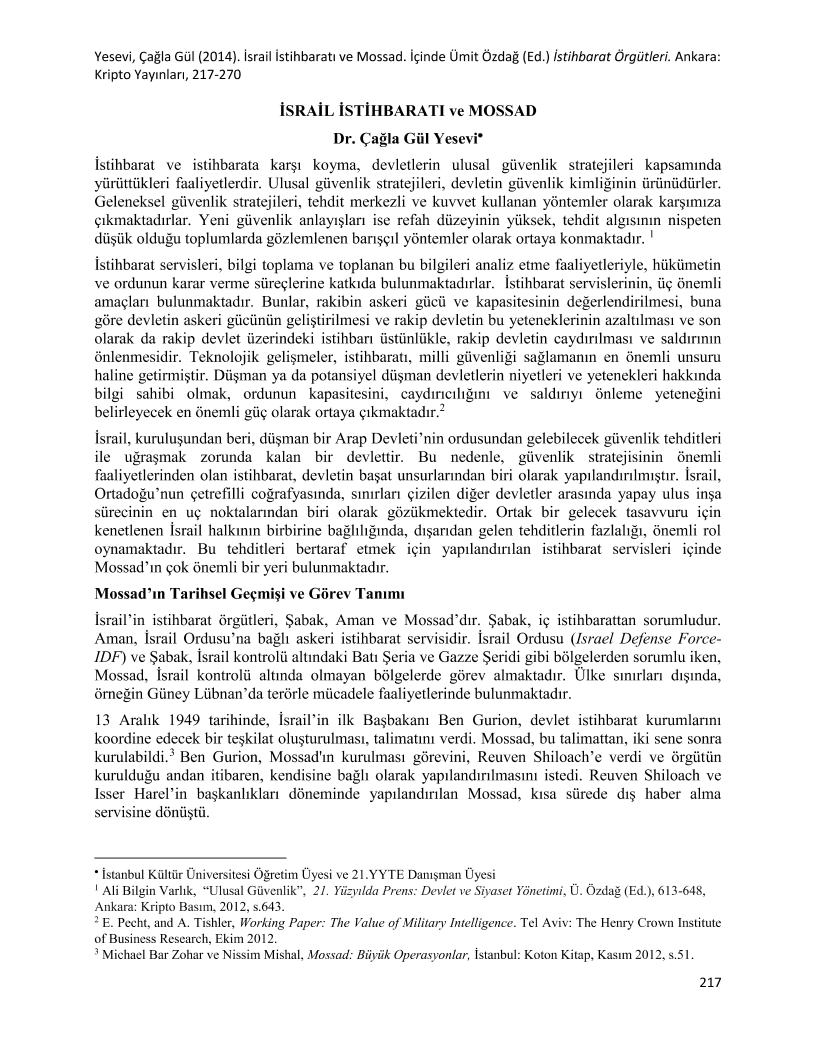 Yesevi, Çağla Gül (2014). İsrail İstihbaratı ve Mossad. İçinde Ümit Özdağ (Ed.) İstihbarat Örgütleri. Ankara:
Kripto Yayınları, 217-270
İSRAİL İSTİHBARATI ve MOSSAD
Dr. Çağla Gül Yesevi•
İstihbarat ve istihbarata karşı koyma, devletlerin ulusal güvenlik stratejileri kapsamında
yürüttükleri faaliyetlerdir. Ulusal güvenlik stratejileri, devletin güvenlik kimliğinin ürünüdürler.
Geleneksel güvenlik stratejileri, tehdit merkezli ve kuvvet kullanan yöntemler olarak karşımıza
çıkmaktadırlar. Yeni güvenlik anlayışları ise refah düzeyinin yüksek, tehdit algısının nispeten
düşük olduğu toplumlarda gözlemlenen barışçıl yöntemler olarak ortaya konmaktadır. 1
İstihbarat servisleri, bilgi toplama ve toplanan bu bilgileri analiz etme faaliyetleriyle, hükümetin
ve ordunun karar verme süreçlerine katkıda bulunmaktadırlar. İstihbarat servislerinin, üç önemli
amaçları bulunmaktadır. Bunlar, rakibin askeri gücü ve kapasitesinin değerlendirilmesi, buna
göre devletin askeri gücünün geliştirilmesi ve rakip devletin bu yeteneklerinin azaltılması ve son
olarak da rakip devlet üzerindeki istihbarı üstünlükle, rakip devletin caydırılması ve saldırının
önlenmesidir. Teknolojik gelişmeler, istihbaratı, milli güvenliği sağlamanın en önemli unsuru
haline getirmiştir. Düşman ya da potansiyel düşman devletlerin niyetleri ve yetenekleri hakkında
bilgi sahibi olmak, ordunun kapasitesini, caydırıcılığını ve saldırıyı önleme yeteneğini
belirleyecek en önemli güç olarak ortaya çıkmaktadır.2
İsrail, kuruluşundan beri, düşman bir Arap Devleti’nin ordusundan gelebilecek güvenlik tehditleri
ile uğraşmak zorunda kalan bir devlettir. Bu nedenle, güvenlik stratejisinin önemli
faaliyetlerinden olan istihbarat, devletin başat unsurlarından biri olarak yapılandırılmıştır. İsrail,
Ortadoğu’nun çetrefilli coğrafyasında, sınırları çizilen diğer devletler arasında yapay ulus inşa
sürecinin en uç noktalarından biri olarak gözükmektedir. Ortak bir gelecek tasavvuru için
kenetlenen İsrail halkının birbirine bağlılığında, dışarıdan gelen tehditlerin fazlalığı, önemli rol
oynamaktadır. Bu tehditleri bertaraf etmek için yapılandırılan istihbarat servisleri içinde
Mossad’ın çok önemli bir yeri bulunmaktadır.
Mossad’ın Tarihsel Geçmişi ve Görev Tanımı
İsrail’in istihbarat örgütleri, Şabak, Aman ve Mossad’dır. Şabak, iç istihbarattan sorumludur.
Aman, İsrail Ordusu’na bağlı askeri istihbarat servisidir. İsrail Ordusu (Israel Defense Force-
IDF) ve Şabak, İsrail kontrolü altındaki Batı Şeria ve Gazze Şeridi gibi bölgelerden sorumlu iken,
Mossad, İsrail kontrolü altında olmayan bölgelerde görev almaktadır. Ülke sınırları dışında,
örneğin Güney Lübnan’da terörle mücadele faaliyetlerinde bulunmaktadır.
13 Aralık 1949 tarihinde, İsrail’in ilk Başbakanı Ben Gurion, devlet istihbarat kurumlarını
koordine edecek bir teşkilat oluşturulması, talimatını verdi. Mossad, bu talimattan, iki sene sonra
kurulabildi.3 Ben Gurion, Mossad'ın kurulması görevini, Reuven Shiloach’e verdi ve örgütün
kurulduğu andan itibaren, kendisine bağlı olarak yapılandırılmasını istedi. Reuven Shiloach ve
Isser Harel’in başkanlıkları döneminde yapılandırılan Mossad, kısa sürede dış haber alma
servisine dönüştü.
• İstanbul Kültür Üniversitesi Öğretim Üyesi ve 21.YYTE Danışman Üyesi
1 Ali Bilgin Varlık, “Ulusal Güvenlik”, 21. Yüzyılda Prens: Devlet ve Siyaset Yönetimi, Ü. Özdağ (Ed.), 613-648,
Ankara: Kripto Basım, 2012, s.643.
2 E. Pecht, and A. Tishler, Working Paper: The Value of Military Intelligence. Tel Aviv: The Henry Crown Institute
of Business Research, Ekim 2012.
3 Michael Bar Zohar ve Nissim Mishal, Mossad: Büyük Operasyonlar, İstanbul: Koton Kitap, Kasım 2012, s.51.
217